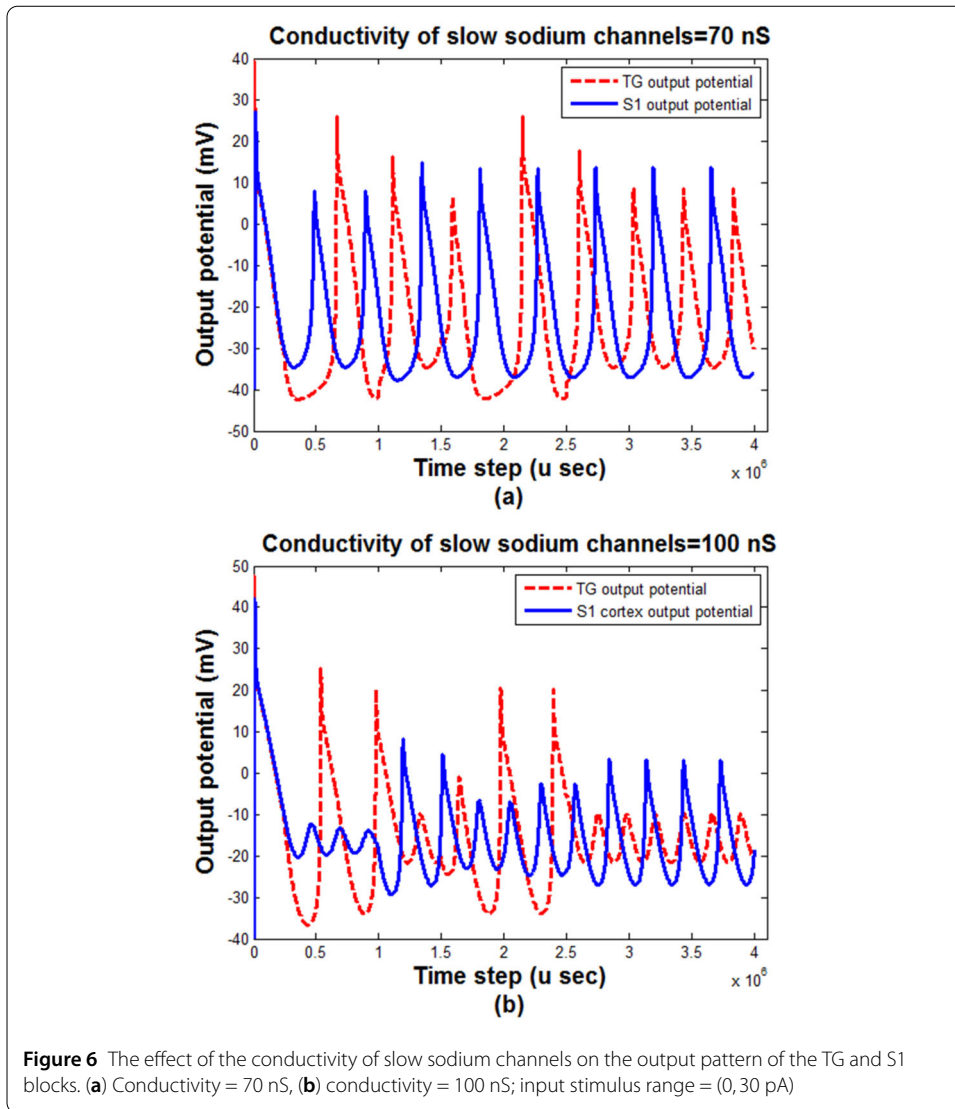 Conductivity of slow sodium channels=70 nS
40
30
20
10
0
-10
-20
-30
-40
-50
Output potential (mV)
TG output potential
S1 output potential
0 0.5 1 1.5 2 2.5 3 3.5 4
Time step (u sec)
x 10⁶
(a)
Conductivity of slow sodium channels=100 nS
50
40
30
20
10
0
-10
-20
-30
-40
Output potential (mV)
TG output potential
S1 cortex output potential
0 0.5 1 1.5 2 2.5 3 3.5 4
Time step (u sec)
x 10⁶
(b)
Figure 6 The effect of the conductivity of slow sodium channels on the output pattern of the TG and S1
blocks. (a) Conductivity = 70 nS, (b) conductivity = 100 nS; input stimulus range = (0, 30 pA)